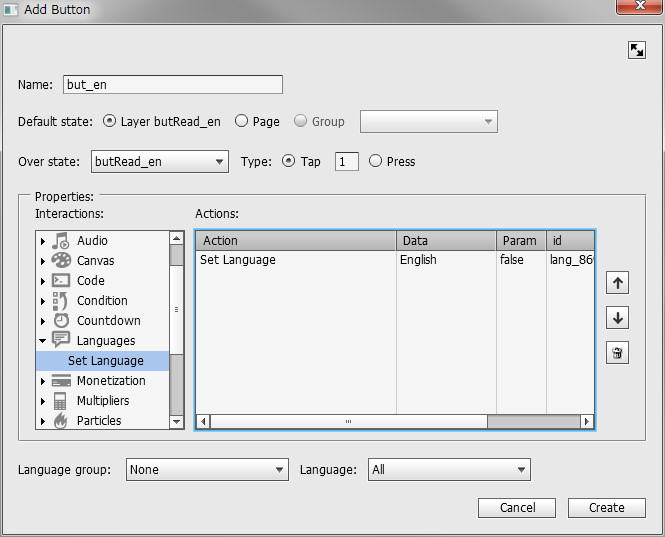 Add Button
Name: but_en
Default state: Layer butRead_en Page Group
Over state: butRead_en Type: Tap 1 Press
Properties:
Interactions: Actions:
Audio
Canvas
Code
Condition
Countdown
Languages
Set Language
Monetization
Multipliers
Particles
Action Data Param id
Set Language English false lang_869
Language group: None Language: All
Cancel Create